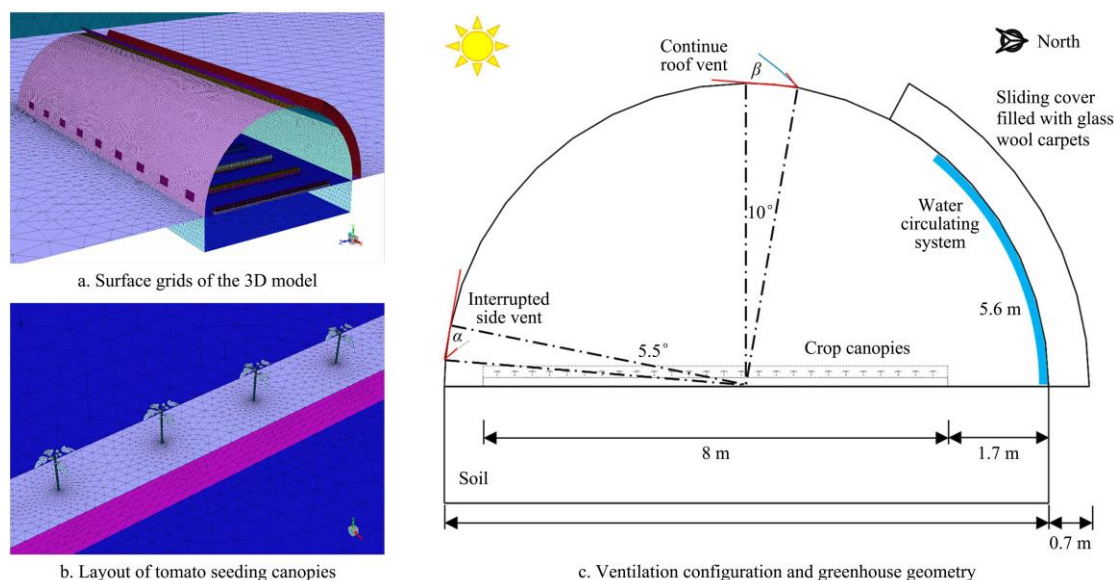 a. Surface grids of the 3D model
b. Layout of tomato seeding canopies
Continue
roof vent
β
North
Sliding cover
filled with glass
wool carpets
10°
Water
circulating
system
5.6 m
Interrupted
side vent
α
5.5°
Crop canopies
8 m
1.7 m
Soil
0.7 m
c. Ventilation configuration and greenhouse geometry